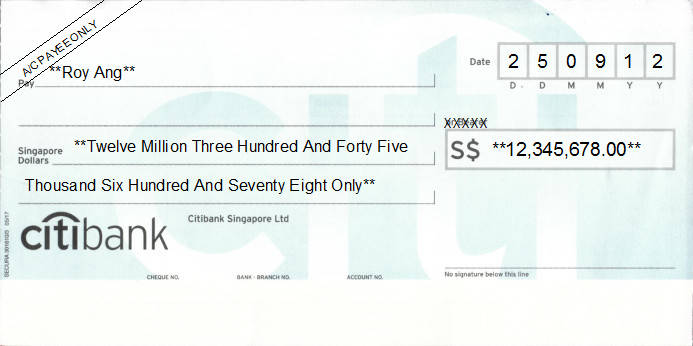 A/C PAYEE ONLY
Date 2 5 0 9 1 2
D D M M Y Y
Pay **Roy Ang**
XXXXX
Singapore Dollars **Twelve Million Three Hundred And Forty Five
S$ **12,345,678.00**
Thousand Six Hundred And Seventy Eight Only**
citibank
Citibank Singapore Ltd
CHEQUE NO. BANK - BRANCH NO. ACCOUNT NO.
No signature below this line
citi